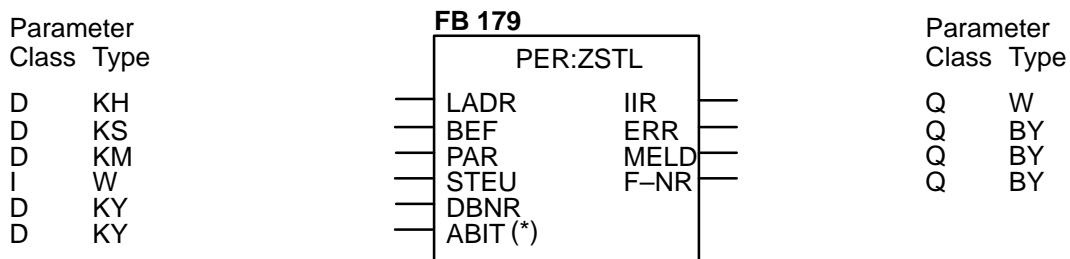 Parameter
Class Type
D KH
D KS
D KM
I W
D KY
D KY
FB 179
PER:ZSTL
LADR IIR
BEF ERR
PAR MELD
STEU F–NR
DBNR
ABIT (*)
Parameter
Class Type
Q W
Q BY
Q BY
Q BY